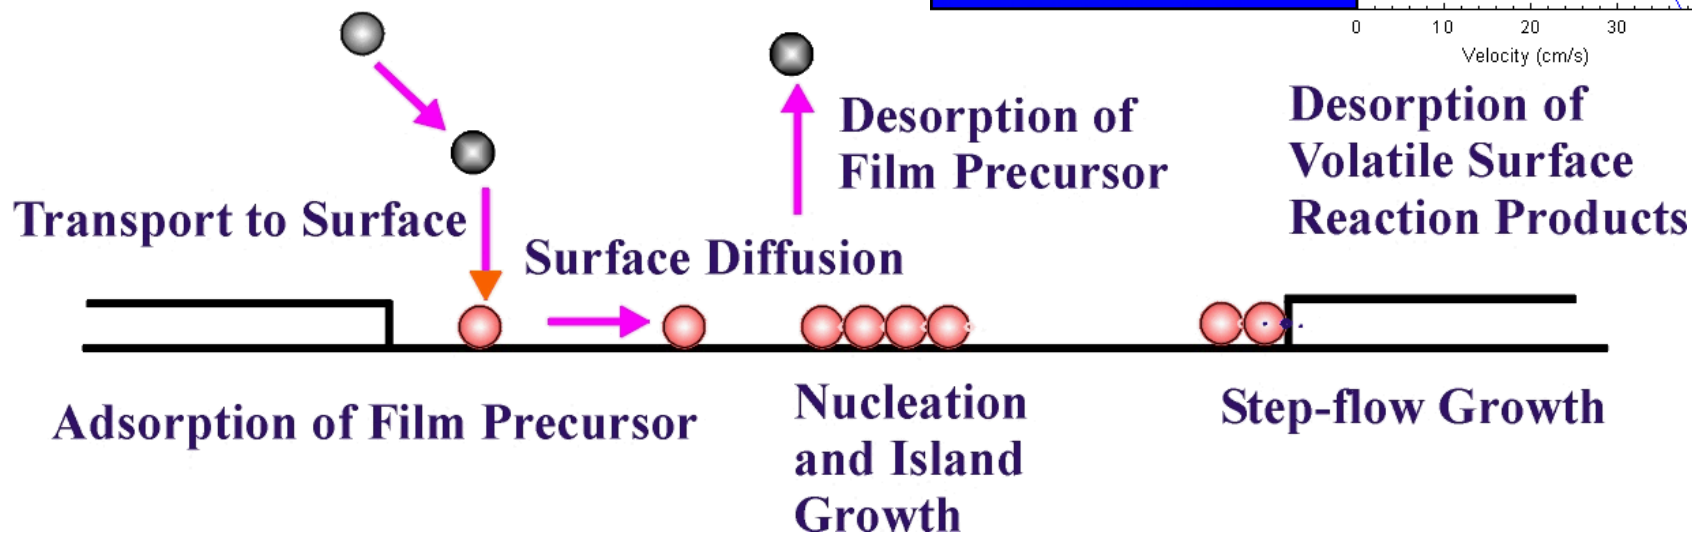 0 10 20 30
Velocity (cm/s)
Desorption of
Film Precursor
Desorption of
Volatile Surface
Reaction Products
Transport to Surface
Surface Diffusion
Adsorption of Film Precursor
Nucleation
and Island
Growth
Step-flow Growth